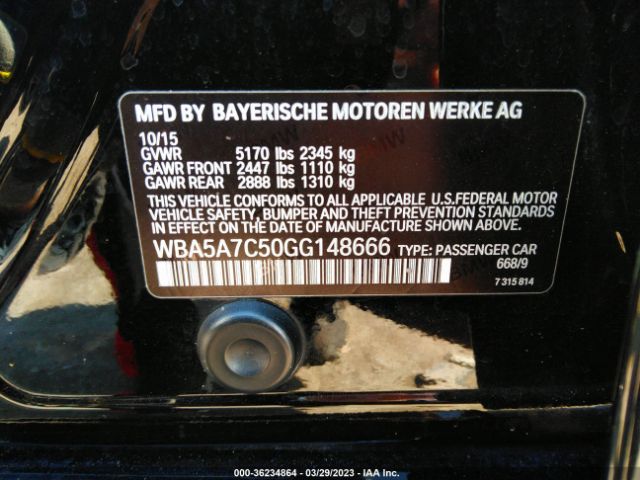 MFD BY BAYERISCHE MOTOREN WERKE AG
10/15
GVWR 5170 lbs 2345 kg
GAWR FRONT 2447 lbs 1110 kg
GAWR REAR 2888 lbs 1310 kg
THIS VEHICLE CONFORMS TO ALL APPLICABLE U.S.FEDERAL MOTOR
VEHICLE SAFETY, BUMPER AND THEFT PREVENTION STANDARDS
IN EFFECT ON THE DATE OF MANUFACTURE SHOWN ABOVE.
WBA5A7C50GG148666 TYPE: PASSENGER CAR
668/9
7 315 814
000-36234864 - 03/29/2023 - IAA Inc.